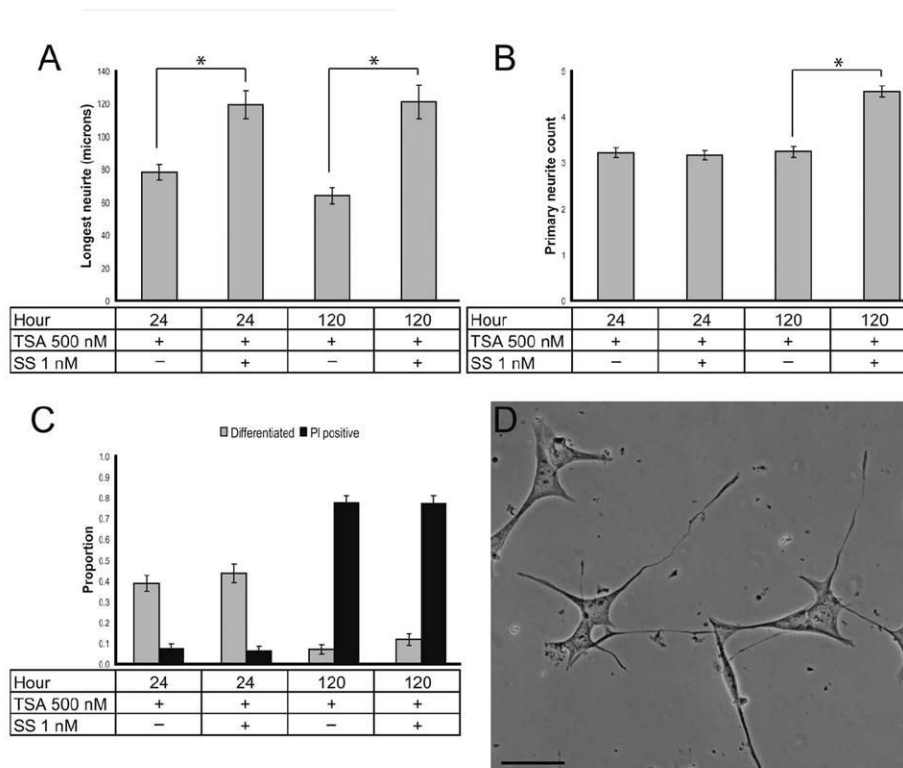 A
*
*
140
120
100
80
60
40
20
0
Longest neuirte (microns)
Hour 24 24 120 120
TSA 500 nM + + + +
SS 1 nM − + − +
B
*
5
4
3
2
1
0
Primary neurite count
Hour 24 24 120 120
TSA 500 nM + + + +
SS 1 nM − + − +
C
Differentiated PI positive
1.0
0.9
0.8
0.7
0.6
0.5
0.4
0.3
0.2
0.1
0.0
Proportion
Hour 24 24 120 120
TSA 500 nM + + + +
SS 1 nM − + − +
D